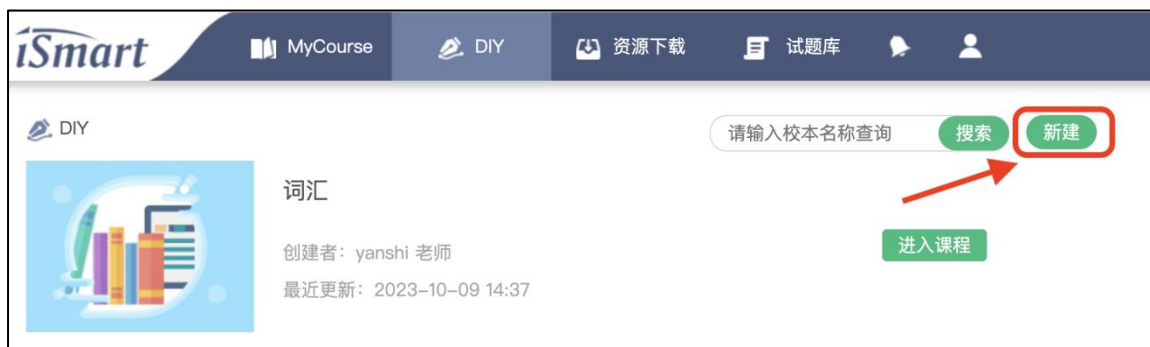 iSmart MyCourse DIY 资源下载 试题库
DIY 请输入校本名称查询 搜索 新建
词汇
创建者：yanshi 老师 进入课程
最近更新：2023-10-09 14:37